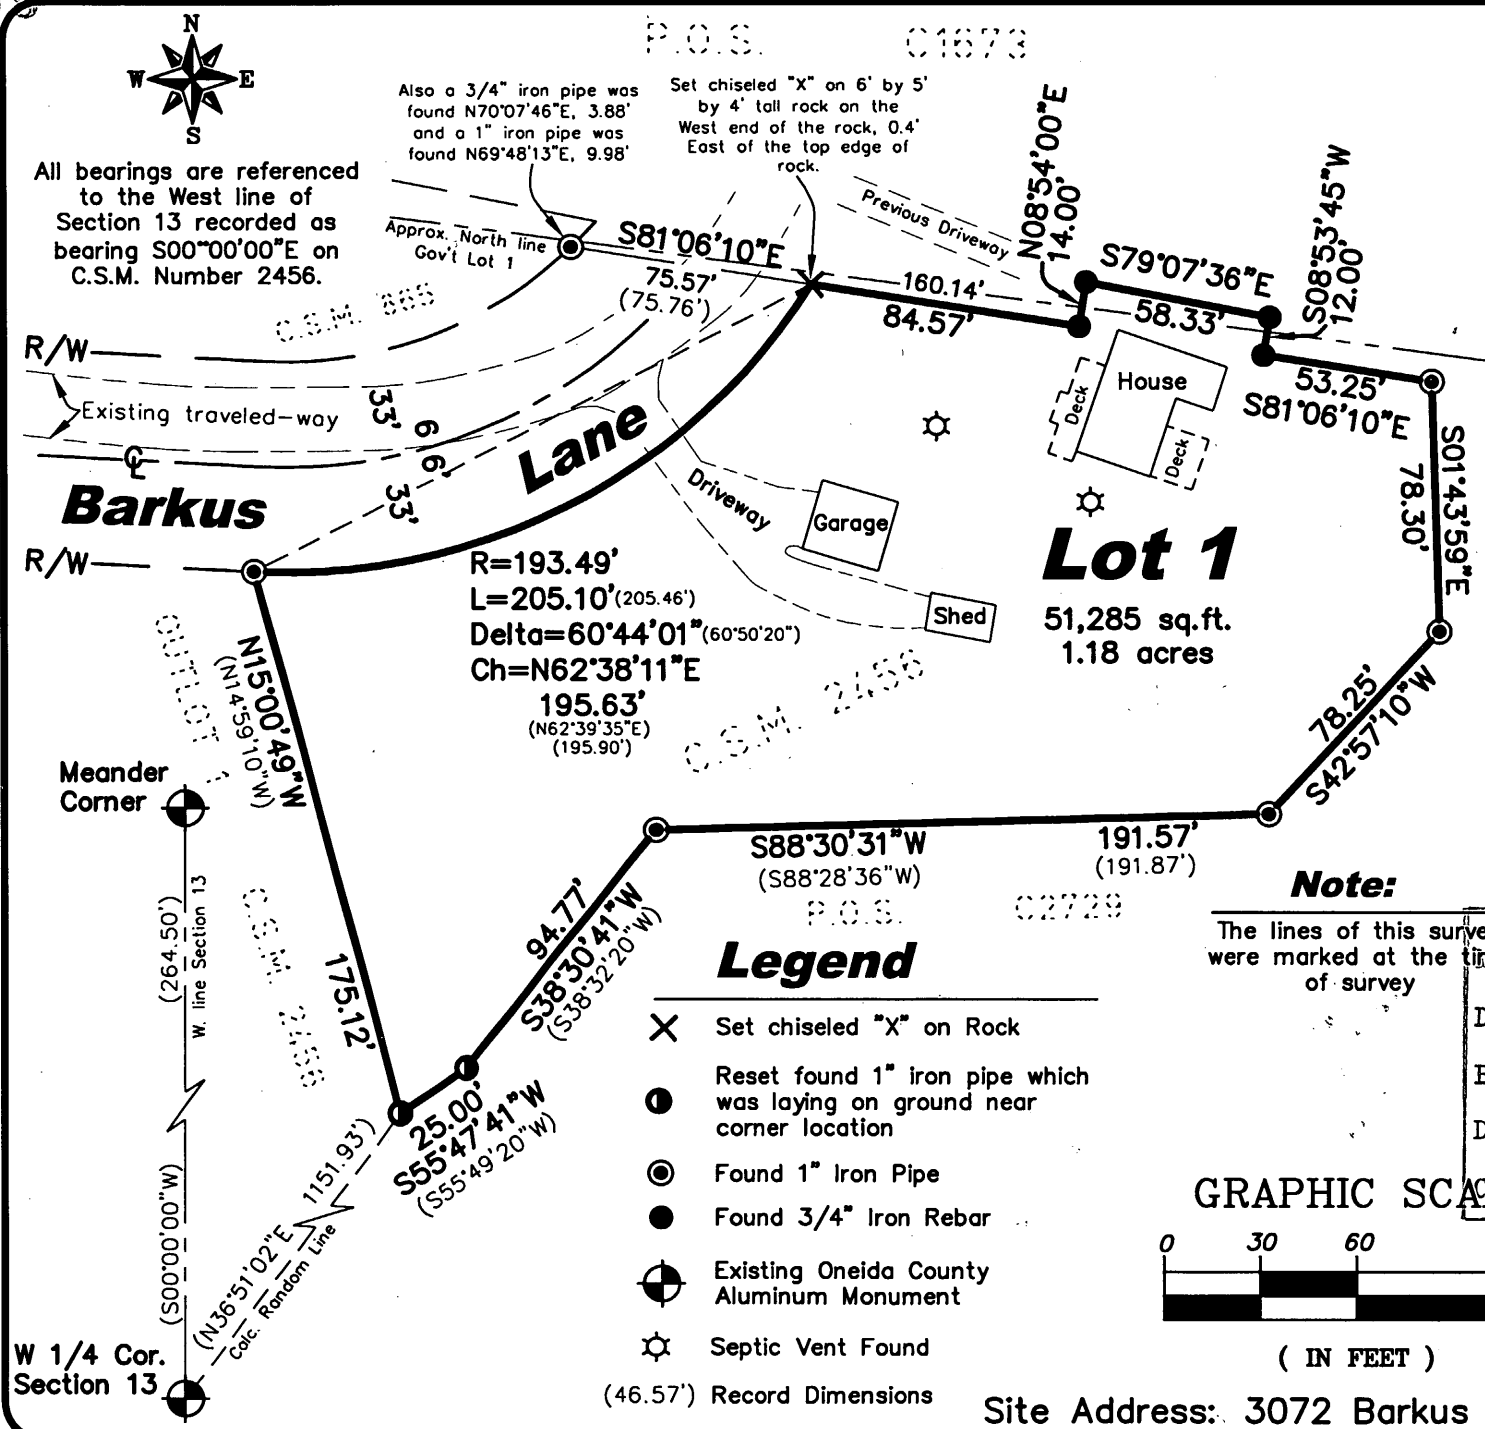 N
W E
S
All bearings are referenced
to the West line of
Section 13 recorded as
bearing S00°00'00"E on
C.S.M. Number 2456.
P.O.S. C1673
Also a 3/4" iron pipe was
found N70°07'46"E, 3.88'
and a 1" iron pipe was
found N69°48'13"E, 9.98'
Set chiseled "X" on 6' by 5'
by 4' tall rock on the
West end of the rock, 0.4'
East of the top edge of
rock.
Approx. North line
Gov't Lot 1
S81°06'10"E
75.57'
(75.76')
Previous Driveway
160.14'
84.57'
N08°54'00"E
14.00'
S79°07'36"E
58.33'
S08°53'45"W
12.00'
53.25'
S81°06'10"E
S01°43'59"E
78.30'
C.S.M. 365
R/W
Existing traveled-way
33'
66'
33'
CL
Barkus
Lane
R/W
House
Deck
Deck
Driveway
Garage
Shed
Lot 1
51,285 sq.ft.
1.18 acres
R=193.49'
L=205.10' (205.46')
Delta=60°44'01" (60°50'20")
Ch=N62°38'11"E
195.63'
(N62°39'35"E)
(195.90')
C.S.M. 2456
78.25'
S42°57'10"W
OUTLOT 1
N15°00'49"W
(N14°59'10"W)
175.12'
Meander
Corner
(264.50')
W. line Section 13
C.S.M. 2456
S88°30'31"W 191.57'
(S88°28'36"W) (191.87')
P.O.S. C2729
94.77'
S38°30'41"W
(S38°32'20"W)
25.00'
S55°47'41"W
(S55°49'20"W)
(S00°00'00"W)
(N36°51'02"E 1151.93')
Calc. Random Line
W 1/4 Cor.
Section 13
Legend
Set chiseled "X" on Rock
Reset found 1" iron pipe which
was laying on ground near
corner location
Found 1" Iron Pipe
Found 3/4" Iron Rebar
Existing Oneida County
Aluminum Monument
Septic Vent Found
(46.57') Record Dimensions
Note:
The lines of this surve
were marked at the ti
of survey
D
E
D
GRAPHIC SCA
0 30 60
( IN FEET )
Site Address: 3072 Barkus